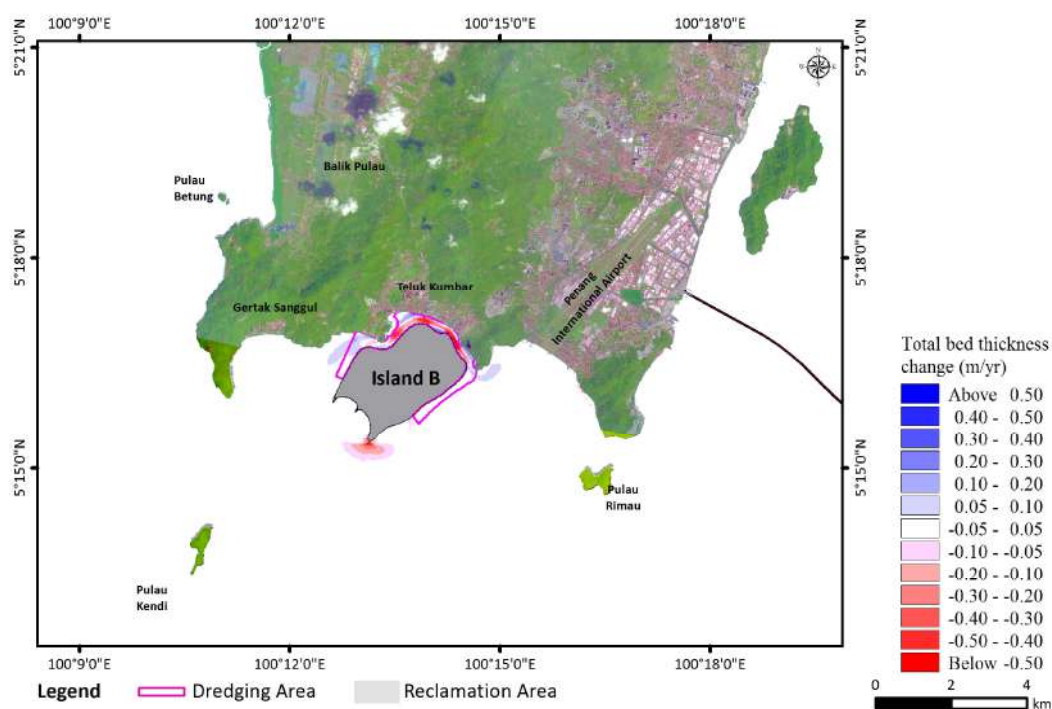 100°9'0"E 100°12'0"E 100°15'0"E 100°18'0"E
5°21'0"N
5°21'0"N
Balik Pulau
Pulau
Betung
5°18'0"N
5°18'0"N
Penang
International Airport
Teluk Kumbar
Gertak Sanggul
Island B
5°15'0"N
5°15'0"N
Pulau
Rimau
Pulau
Kendi
100°9'0"E 100°12'0"E 100°15'0"E 100°18'0"E
Legend Dredging Area Reclamation Area
Total bed thickness
change (m/yr)
Above 0.50
0.40 - 0.50
0.30 - 0.40
0.20 - 0.30
0.10 - 0.20
0.05 - 0.10
-0.05 - 0.05
-0.10 - -0.05
-0.20 - -0.10
-0.30 - -0.20
-0.40 - -0.30
-0.50 - -0.40
Below -0.50
0 2 4
km